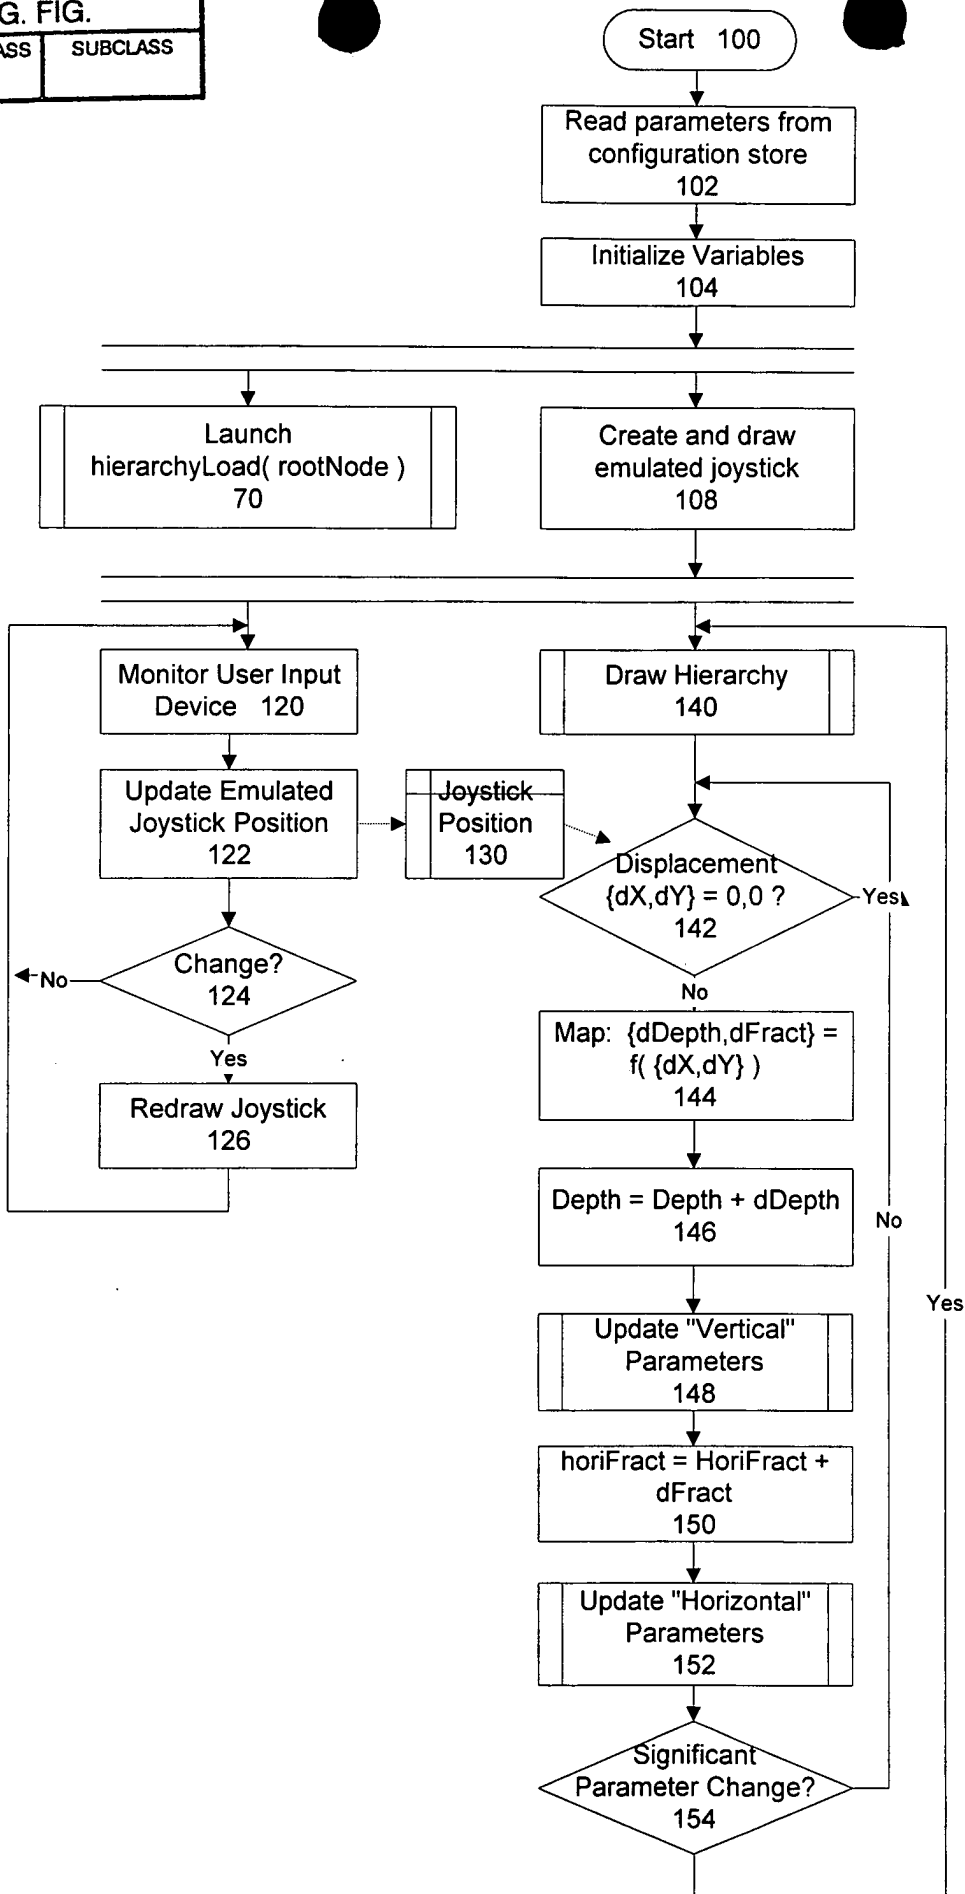 G. FIG.
ASS SUBCLASS
Start 100
Read parameters from
configuration store
102
Initialize Variables
104
Launch
hierarchyLoad( rootNode )
70
Create and draw
emulated joystick
108
Monitor User Input
Device 120
Update Emulated
Joystick Position
122
Joystick
Position
130
Change?
124
No
Yes
Redraw Joystick
126
Draw Hierarchy
140
Displacement
{dX,dY} = 0,0 ?
142
Yes
No
Map: {dDepth,dFract} =
f( {dX,dY} )
144
Depth = Depth + dDepth
146
No
Yes
Update "Vertical"
Parameters
148
horiFract = HoriFract +
dFract
150
Update "Horizontal"
Parameters
152
Significant
Parameter Change?
154